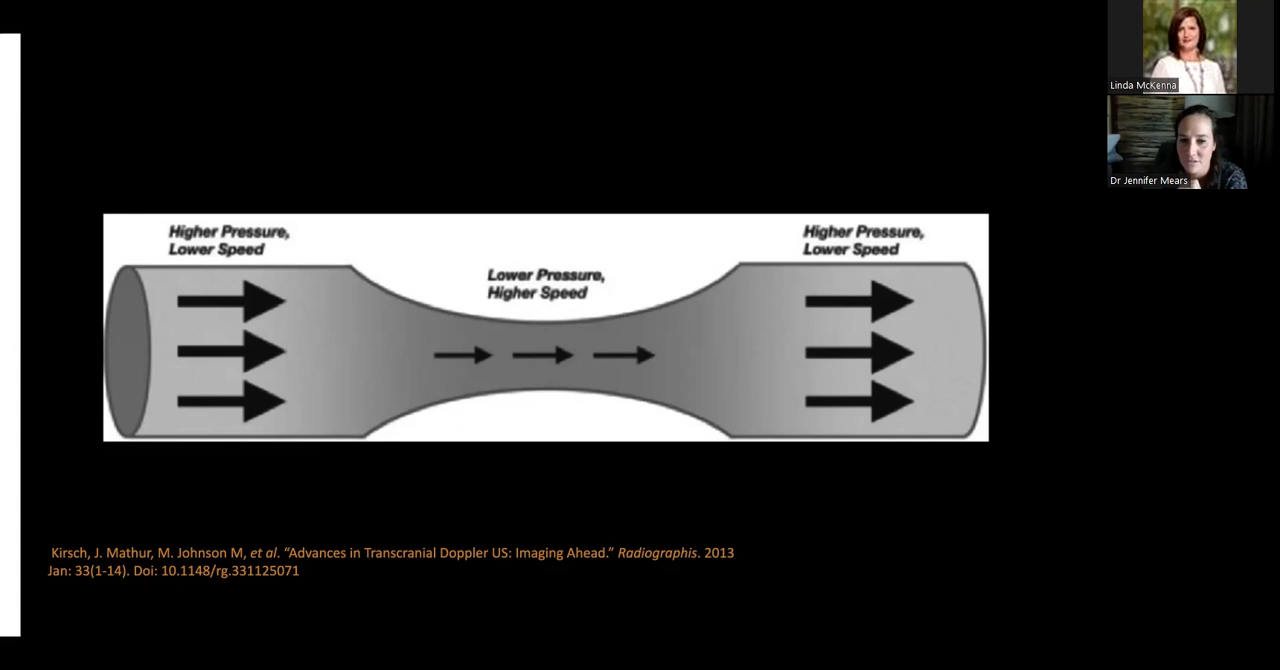 Linda McKenna
Dr Jennifer Mears
Higher Pressure,
Lower Speed
Lower Pressure,
Higher Speed
Higher Pressure,
Lower Speed
Kirsch, J. Mathur, M. Johnson M, et al. “Advances in Transcranial Doppler US: Imaging Ahead.” Radiographis. 2013
Jan: 33(1-14). Doi: 10.1148/rg.331125071